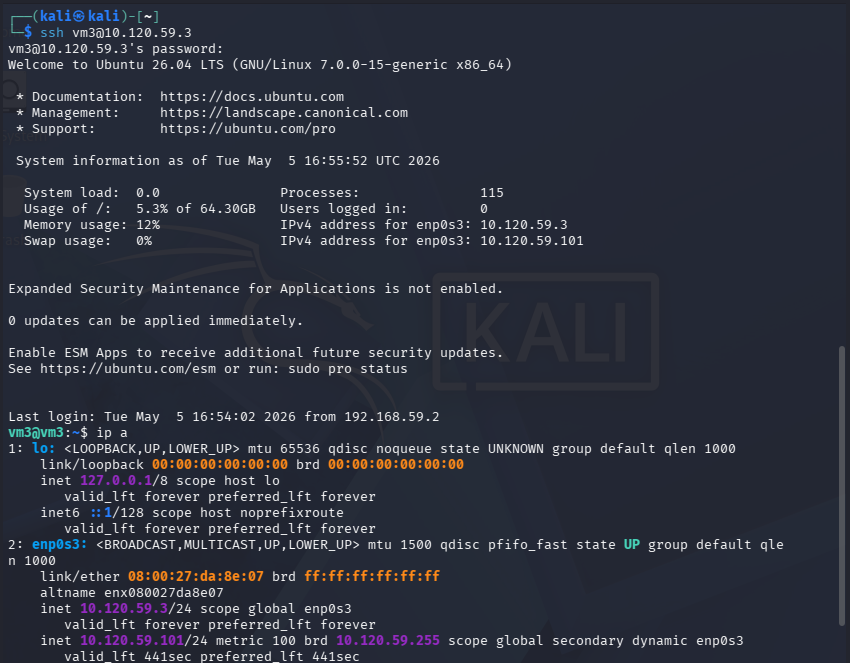 ┌──(kali㉿kali)-[~]
└─$ ssh vm3@10.120.59.3
vm3@10.120.59.3's password:
Welcome to Ubuntu 26.04 LTS (GNU/Linux 7.0.0-15-generic x86_64)

 * Documentation:  https://docs.ubuntu.com
 * Management:     https://landscape.canonical.com
 * Support:        https://ubuntu.com/pro

 System information as of Tue May  5 16:55:52 UTC 2026

  System load:  0.0               Processes:               115
  Usage of /:   5.3% of 64.30GB   Users logged in:         0
  Memory usage: 12%               IPv4 address for enp0s3: 10.120.59.3
  Swap usage:   0%                IPv4 address for enp0s3: 10.120.59.101


Expanded Security Maintenance for Applications is not enabled.

0 updates can be applied immediately.

Enable ESM Apps to receive additional future security updates.
See https://ubuntu.com/esm or run: sudo pro status


Last login: Tue May  5 16:54:02 2026 from 192.168.59.2
vm3@vm3:~$ ip a
1: lo: <LOOPBACK,UP,LOWER_UP> mtu 65536 qdisc noqueue state UNKNOWN group default qlen 1000
    link/loopback 00:00:00:00:00:00 brd 00:00:00:00:00:00
    inet 127.0.0.1/8 scope host lo
       valid_lft forever preferred_lft forever
    inet6 ::1/128 scope host noprefixroute
       valid_lft forever preferred_lft forever
2: enp0s3: <BROADCAST,MULTICAST,UP,LOWER_UP> mtu 1500 qdisc pfifo_fast state UP group default qle
n 1000
    link/ether 08:00:27:da:8e:07 brd ff:ff:ff:ff:ff:ff
    altname enx080027da8e07
    inet 10.120.59.3/24 scope global enp0s3
       valid_lft forever preferred_lft forever
    inet 10.120.59.101/24 metric 100 brd 10.120.59.255 scope global secondary dynamic enp0s3
       valid_lft 441sec preferred_lft 441sec
KALI